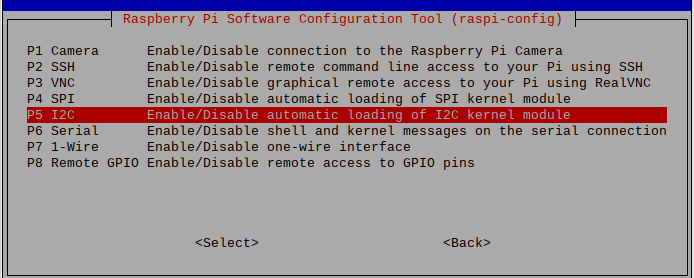 Raspberry Pi Software Configuration Tool (raspi-config)
P1 Camera Enable/Disable connection to the Raspberry Pi Camera
P2 SSH Enable/Disable remote command line access to your Pi using SSH
P3 VNC Enable/Disable graphical remote access to your Pi using RealVNC
P4 SPI Enable/Disable automatic loading of SPI kernel module
P5 I2C Enable/Disable automatic loading of I2C kernel module
P6 Serial Enable/Disable shell and kernel messages on the serial connection
P7 1-Wire Enable/Disable one-wire interface
P8 Remote GPIO Enable/Disable remote access to GPIO pins
<Select> <Back>